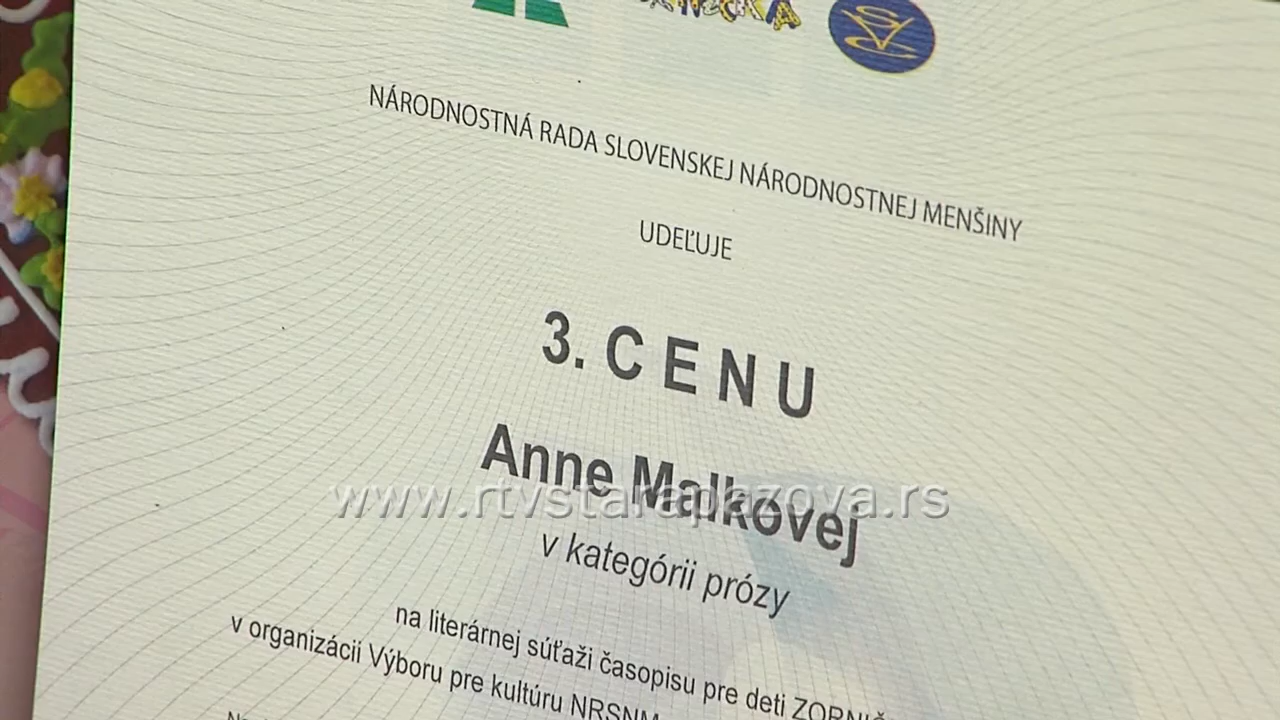 NÁRODNOSTNÁ RADA SLOVENSKEJ NÁRODNOSTNEJ MENŠINY
UDEĽUJE
3. CENU
Anne Malkovej
www.rtvstarapazova.rs
v kategórii prózy
na literárnej súťaži časopisu pre deti
v organizácii Výboru pre kultúru NRSNM